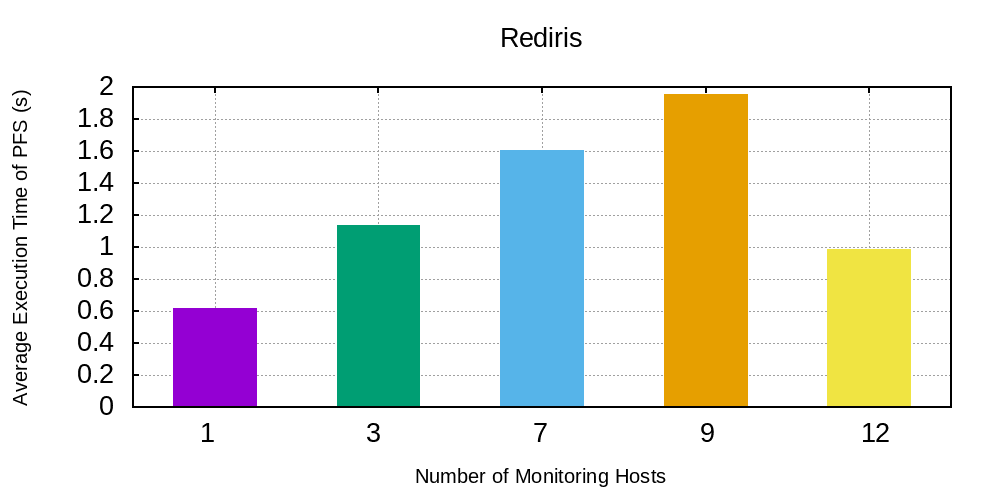 Rediris
Average Execution Time of PFS (s)
2
1.8
1.6
1.4
1.2
1
0.8
0.6
0.4
0.2
0
1 3 7 9 12
Number of Monitoring Hosts